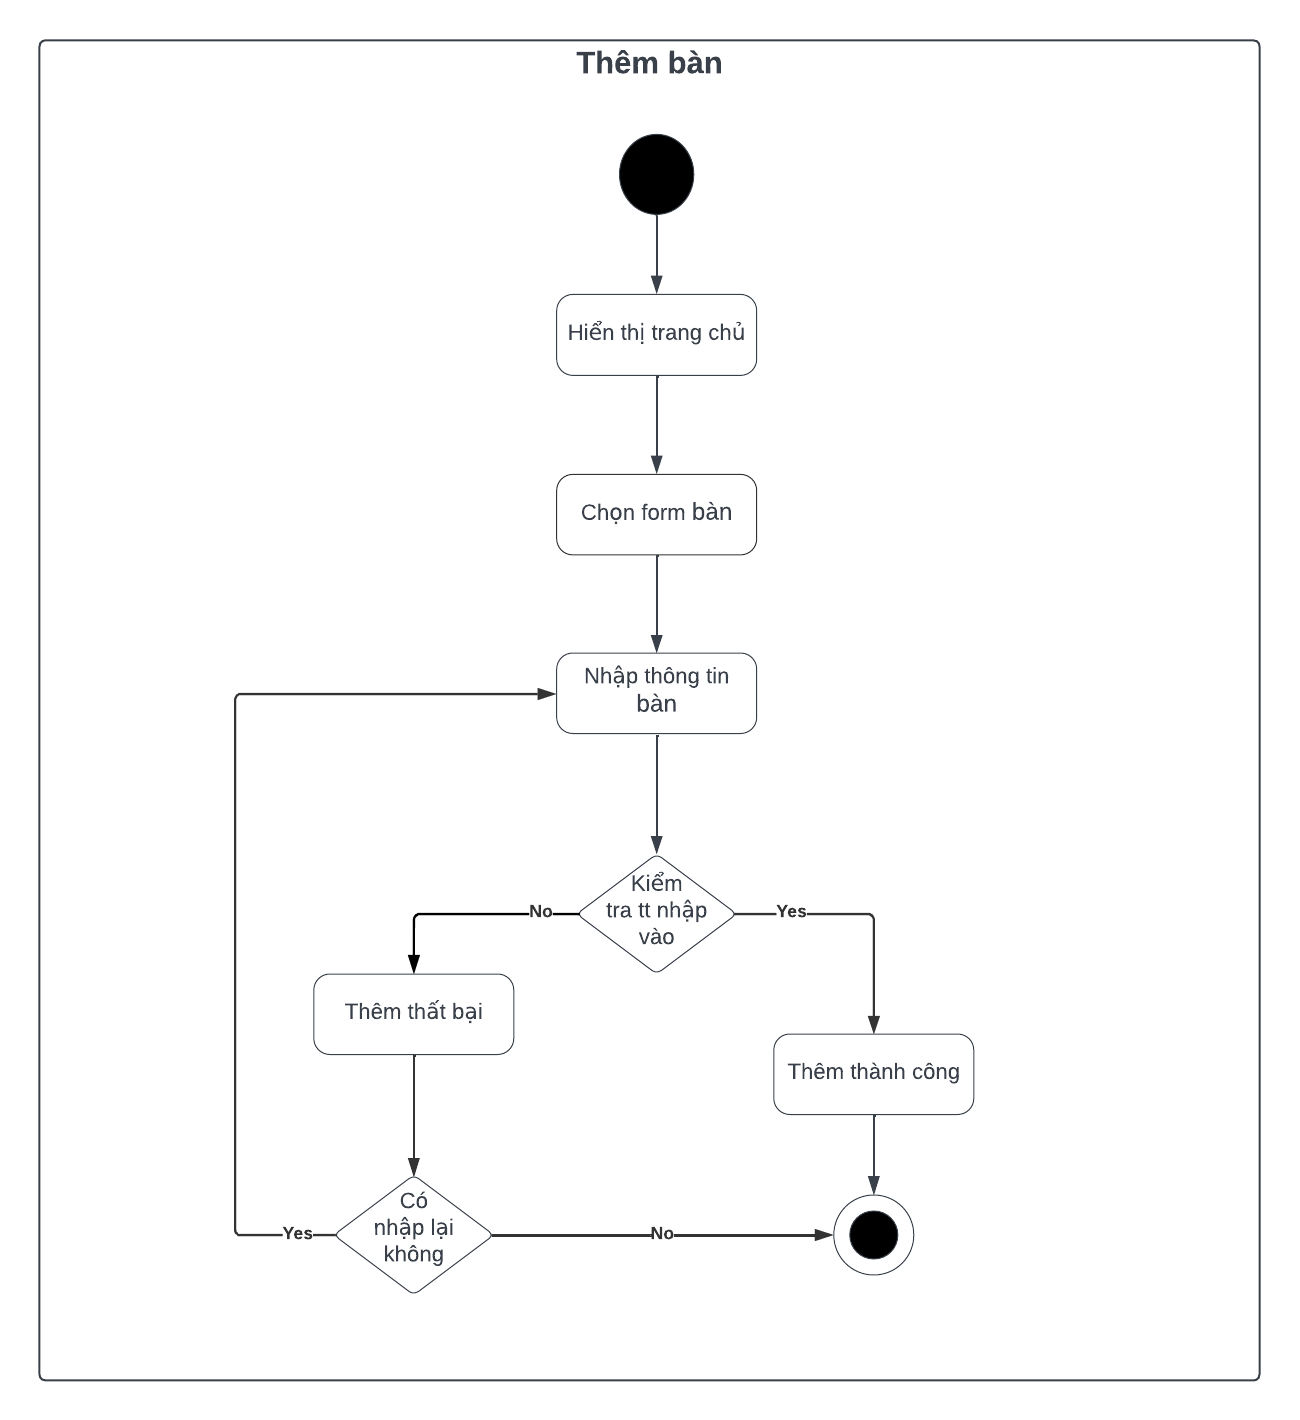 Thêm bàn
Hiển thị trang chủ
Chọn form bàn
Nhập thông tin
bàn
Kiểm
tra tt nhập
vào
No
Yes
Thêm thất bại
Thêm thành công
Có
nhập lại
không
Yes
No